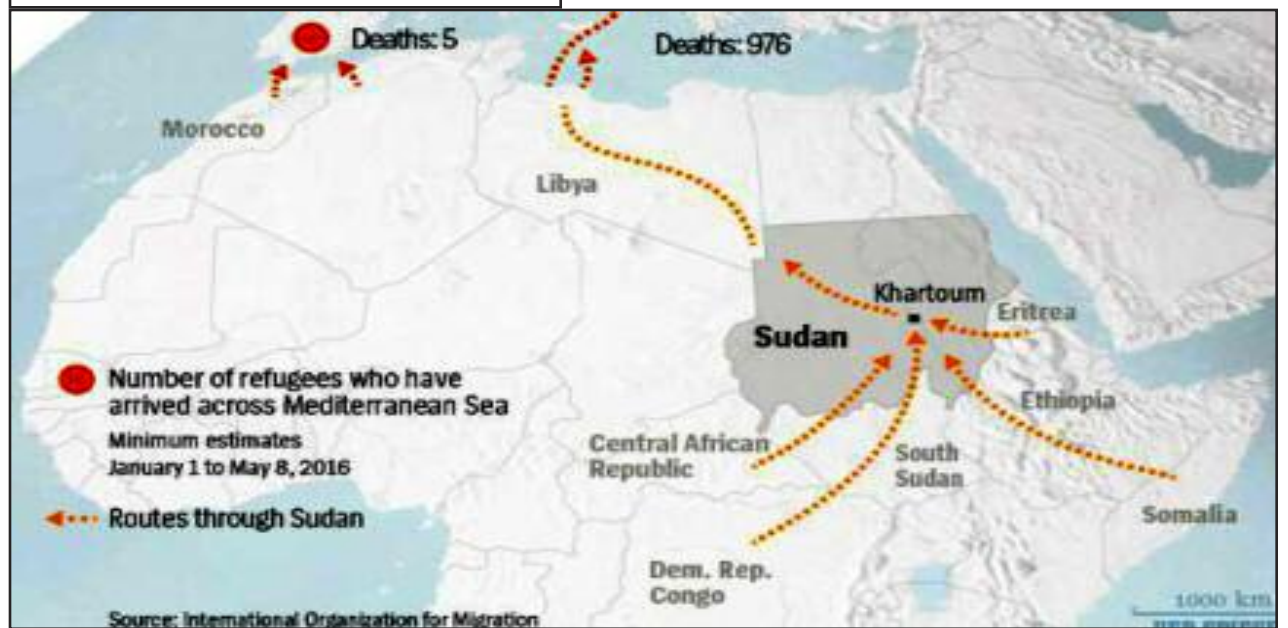 Deaths: 5
Deaths: 976
Morocco
Libya
Khartoum
Eritrea
Sudan
Number of refugees who have
arrived across Mediterranean Sea
Minimum estimates
January 1 to May 8, 2016
Ethiopia
Central African
Republic
South
Sudan
Routes through Sudan
Somalia
Dem. Rep.
Congo
1000 km
Source: International Organization for Migration